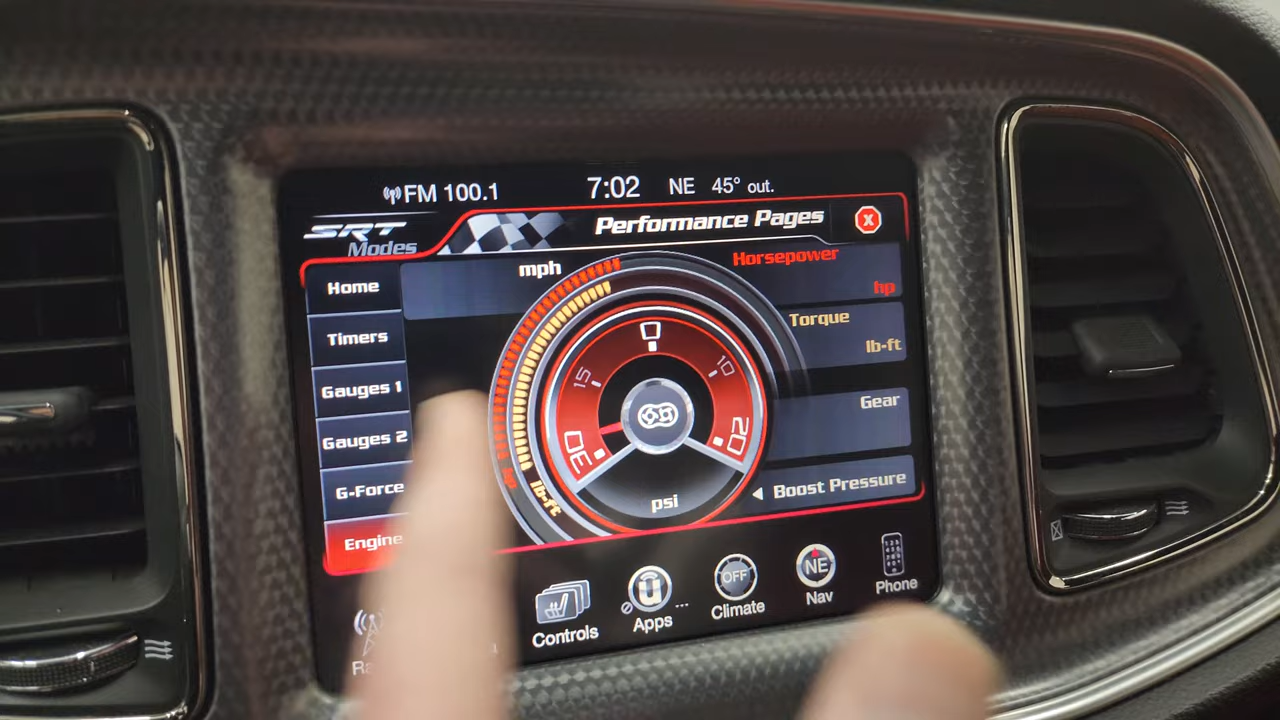 FM 100.1 7:02 NE 45° out.
SRT Modes
Performance Pages
X
Home
Timers
Gauges 1
Gauges 2
G-Force
Engine
mph
Horsepower
hp
Torque
lb-ft
Gear
Boost Pressure
30 15 0 10 20
psi
hp
lb-ft
Controls
Apps
OFF
Climate
NE
Nav
Phone